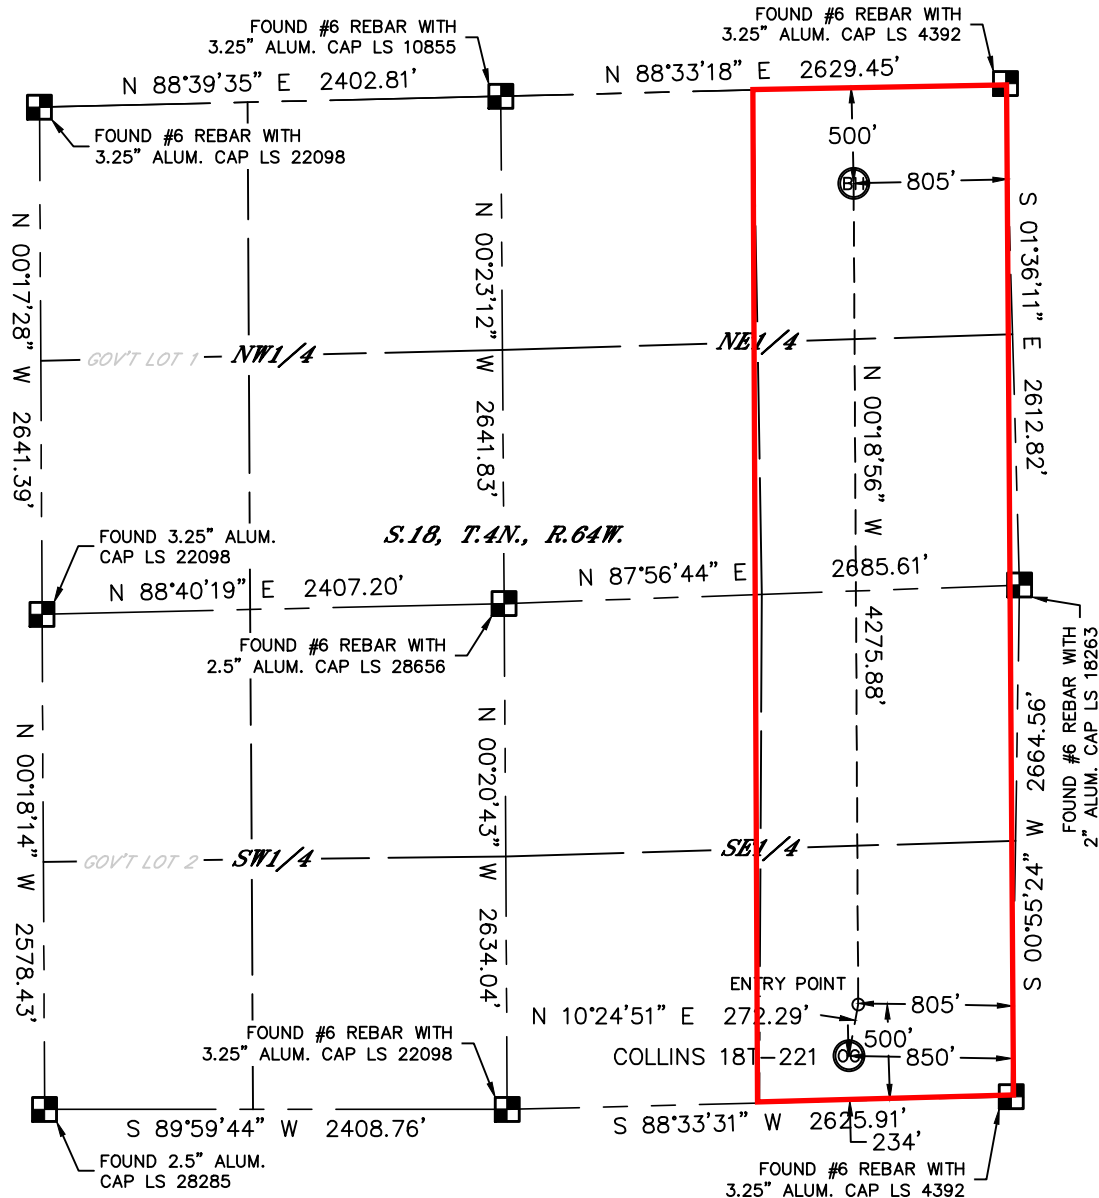 FOUND #6 REBAR WITH
3.25" ALUM. CAP LS 10855
FOUND #6 REBAR WITH
3.25" ALUM. CAP LS 4392
N 88°39'35" E 2402.81'
N 88°33'18" E 2629.45'
FOUND #6 REBAR WITH
3.25" ALUM. CAP LS 22098
500'
BH
805'
N 00°17'28" W 2641.39'
N 00°23'12" W 2641.83'
S 01°36'11" E 2612.82'
GOV'T LOT 1
NW1/4
NE1/4
N 00°18'56" W 4275.88'
S.18, T.4N., R.64W.
FOUND 3.25" ALUM.
CAP LS 22098
N 88°40'19" E 2407.20'
N 87°56'44" E 2685.61'
FOUND #6 REBAR WITH
2.5" ALUM. CAP LS 28656
FOUND #6 REBAR WITH
2" ALUM. CAP LS 18263
N 00°18'14" W 2578.43'
N 00°20'43" W 2634.04'
S 00°55'24" W 2664.56'
GOV'T LOT 2
SW1/4
SE1/4
ENTRY POINT
805'
N 10°24'51" E 272.29'
500'
COLLINS 18T-221
OG
850'
FOUND #6 REBAR WITH
3.25" ALUM. CAP LS 22098
S 89°59'44" W 2408.76'
S 88°33'31" W 2625.91'
234'
FOUND 2.5" ALUM.
CAP LS 28285
FOUND #6 REBAR WITH
3.25" ALUM. CAP LS 4392